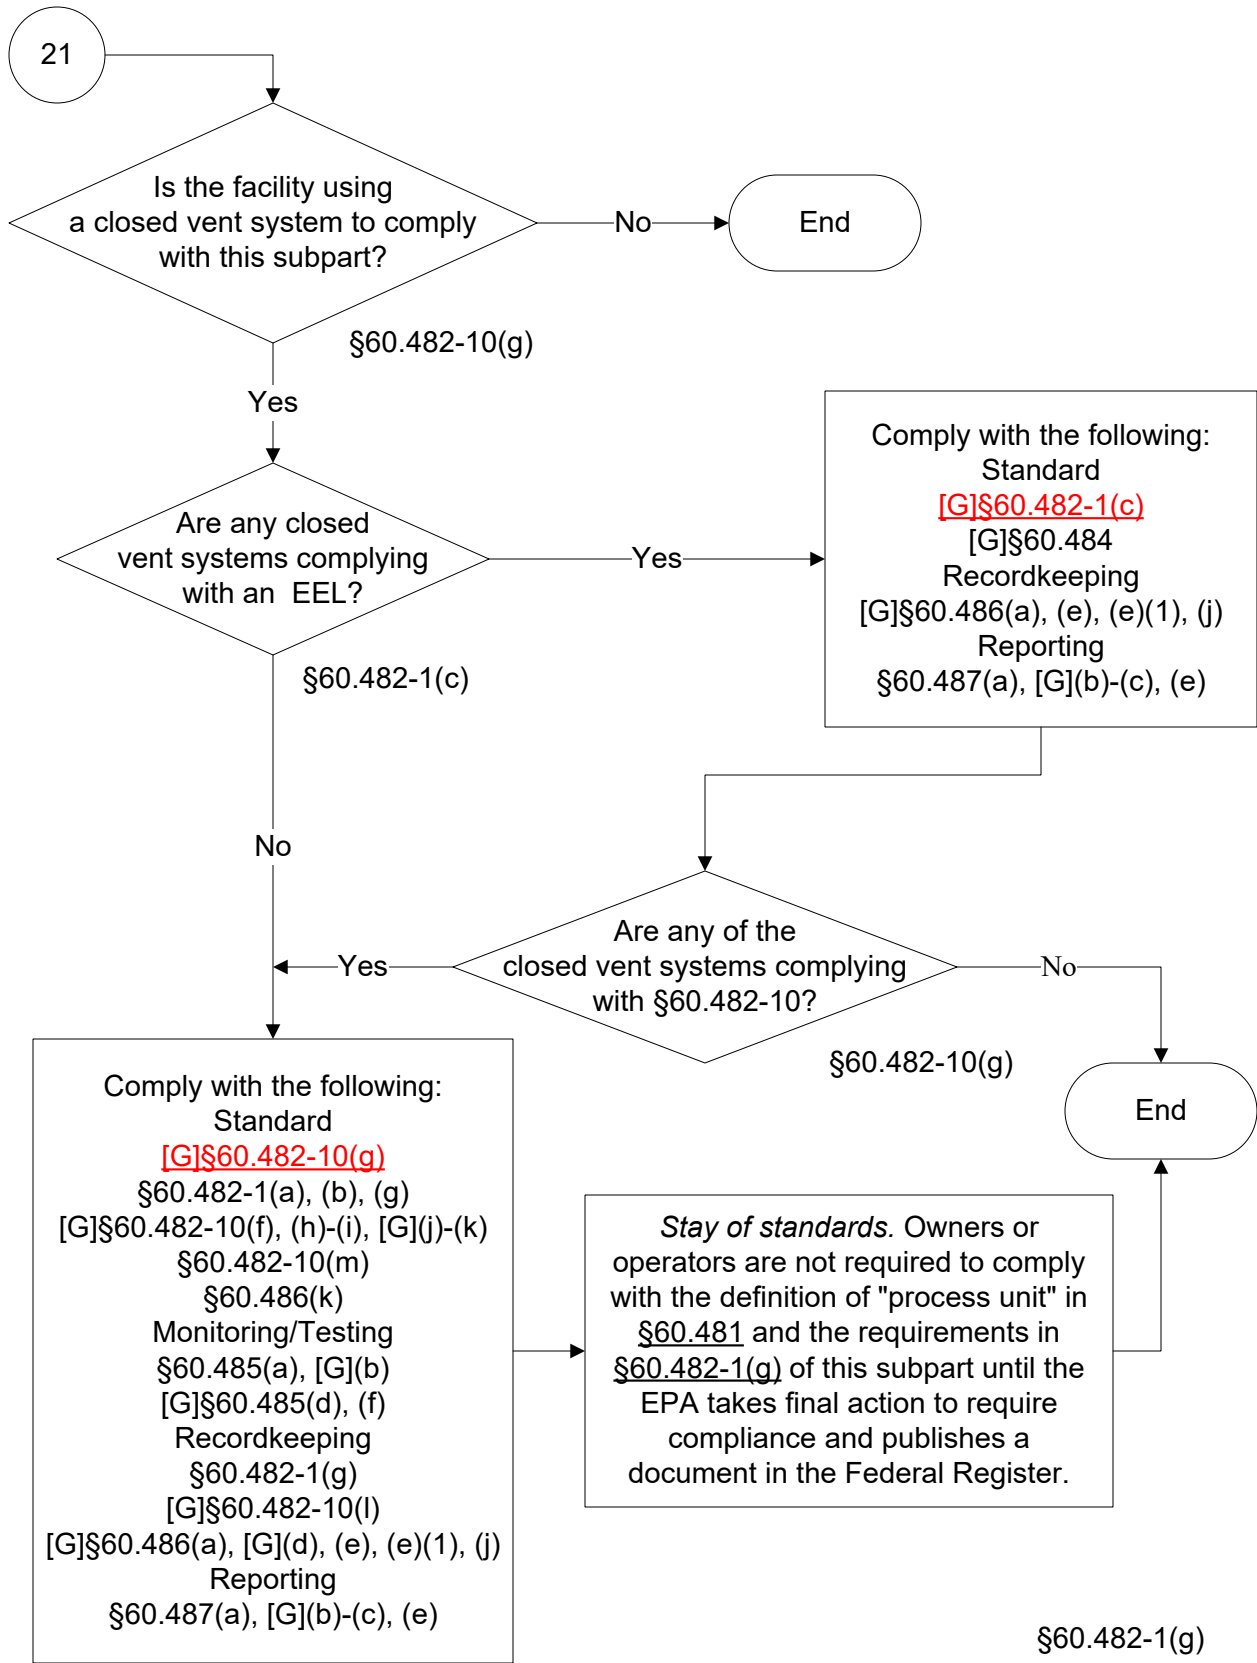 21
Is the facility using
a closed vent system to comply
with this subpart?
No
End
§60.482-10(g)
Yes
Are any closed
vent systems complying
with an EEL?
Yes
§60.482-1(c)
Comply with the following:
Standard
[G]§60.482-1(c)
[G]§60.484
Recordkeeping
[G]§60.486(a), (e), (e)(1), (j)
Reporting
§60.487(a), [G](b)-(c), (e)
No
Are any of the
closed vent systems complying
with §60.482-10?
Yes
No
§60.482-10(g)
End
Comply with the following:
Standard
[G]§60.482-10(g)
§60.482-1(a), (b), (g)
[G]§60.482-10(f), (h)-(i), [G](j)-(k)
§60.482-10(m)
§60.486(k)
Monitoring/Testing
§60.485(a), [G](b)
[G]§60.485(d), (f)
Recordkeeping
§60.482-1(g)
[G]§60.482-10(l)
[G]§60.486(a), [G](d), (e), (e)(1), (j)
Reporting
§60.487(a), [G](b)-(c), (e)
Stay of standards. Owners or
operators are not required to comply
with the definition of "process unit" in
§60.481 and the requirements in
§60.482-1(g) of this subpart until the
EPA takes final action to require
compliance and publishes a
document in the Federal Register.
§60.482-1(g)